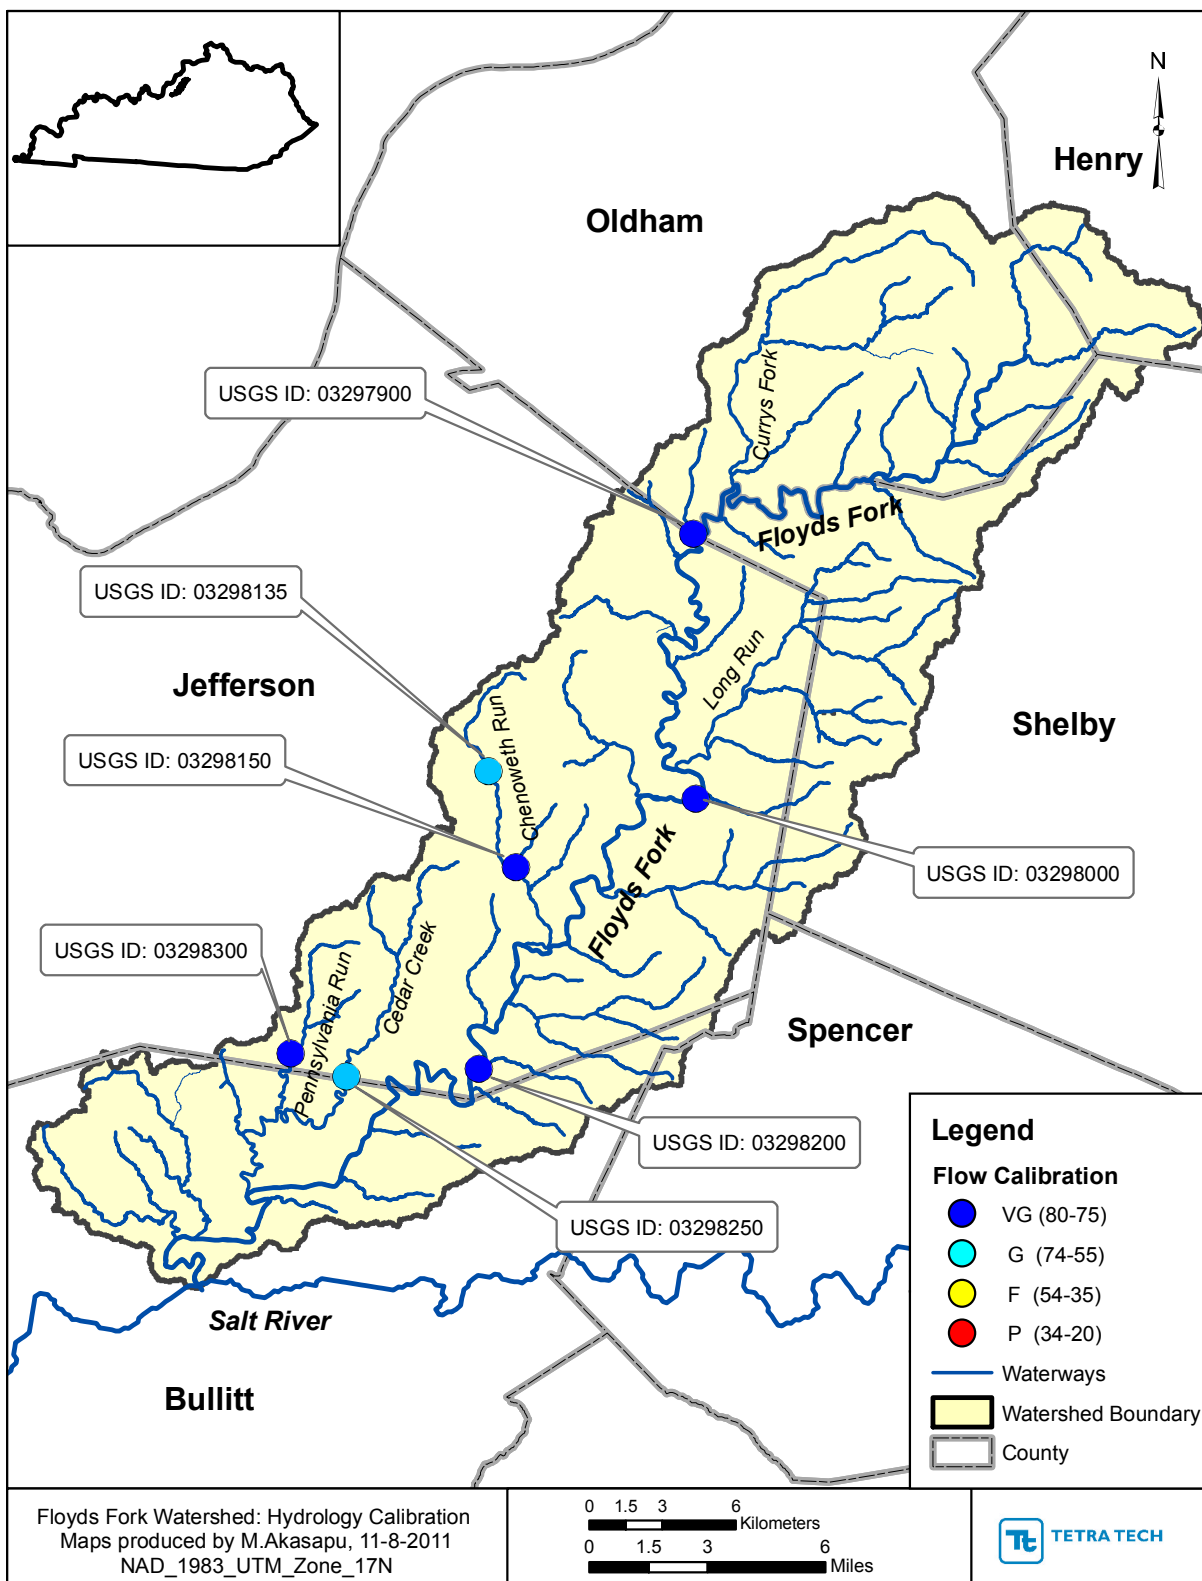 N
Henry
Oldham
Currys Fork
USGS ID: 03297900
Floyds Fork
USGS ID: 03298135
Long Run
Jefferson
Chenoweth Run
Shelby
USGS ID: 03298150
Floyds Fork
USGS ID: 03298000
Cedar Creek
USGS ID: 03298300
Pennsylvania Run
Spencer
USGS ID: 03298200
USGS ID: 03298250
Salt River
Bullitt
Legend
Flow Calibration
VG (80-75)
G (74-55)
F (54-35)
P (34-20)
Waterways
Watershed Boundary
County
Floyds Fork Watershed: Hydrology Calibration
Maps produced by M.Akasapu, 11-8-2011
NAD_1983_UTM_Zone_17N
0 1.5 3 6
Kilometers
0 1.5 3 6
Miles
Tt TETRA TECH